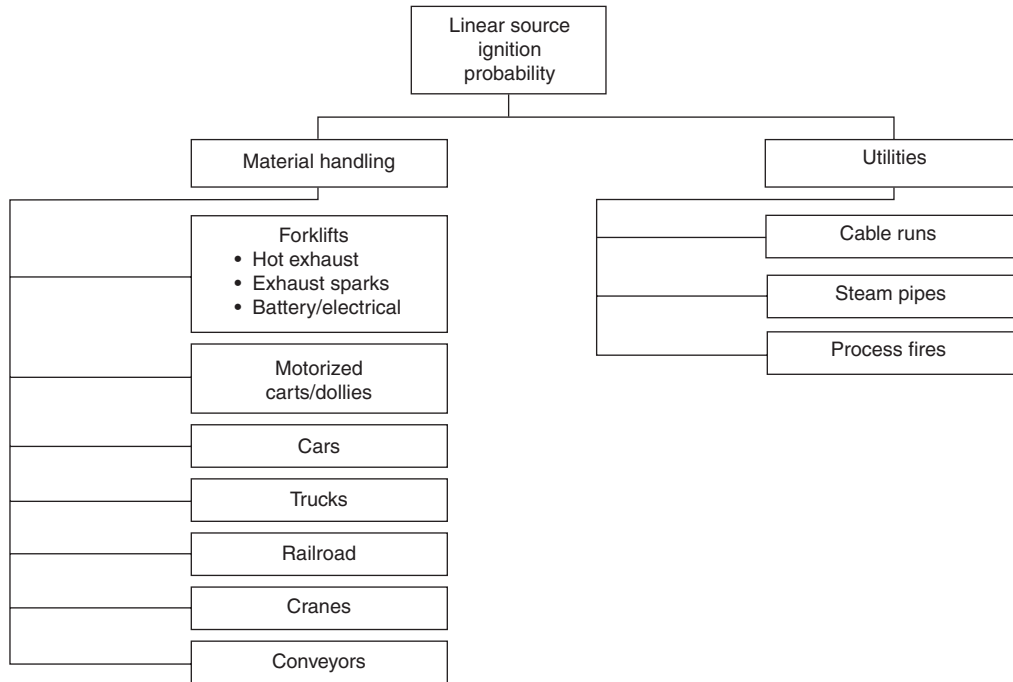 Linear source
ignition
probability
Material handling
Utilities
Forklifts
• Hot exhaust
• Exhaust sparks
• Battery/electrical
Motorized
carts/dollies
Cars
Trucks
Railroad
Cranes
Conveyors
Cable runs
Steam pipes
Process fires